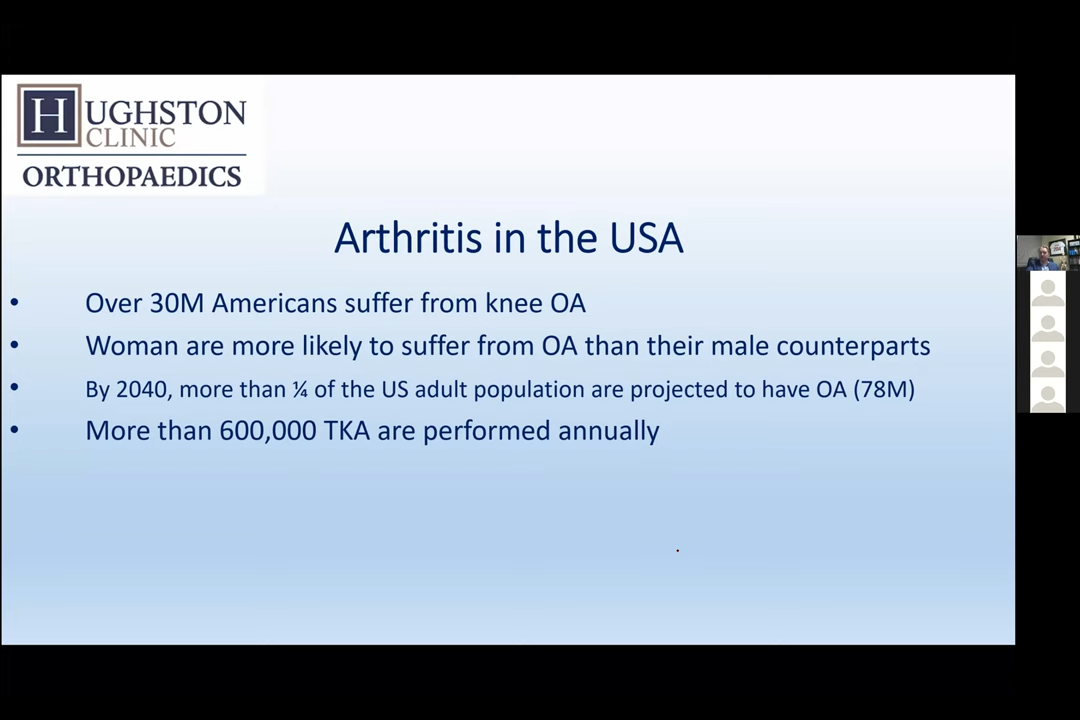 HUGHSTON
CLINIC
ORTHOPAEDICS
Arthritis in the USA
• Over 30M Americans suffer from knee OA
• Woman are more likely to suffer from OA than their male counterparts
• By 2040, more than ¼ of the US adult population are projected to have OA (78M)
• More than 600,000 TKA are performed annually